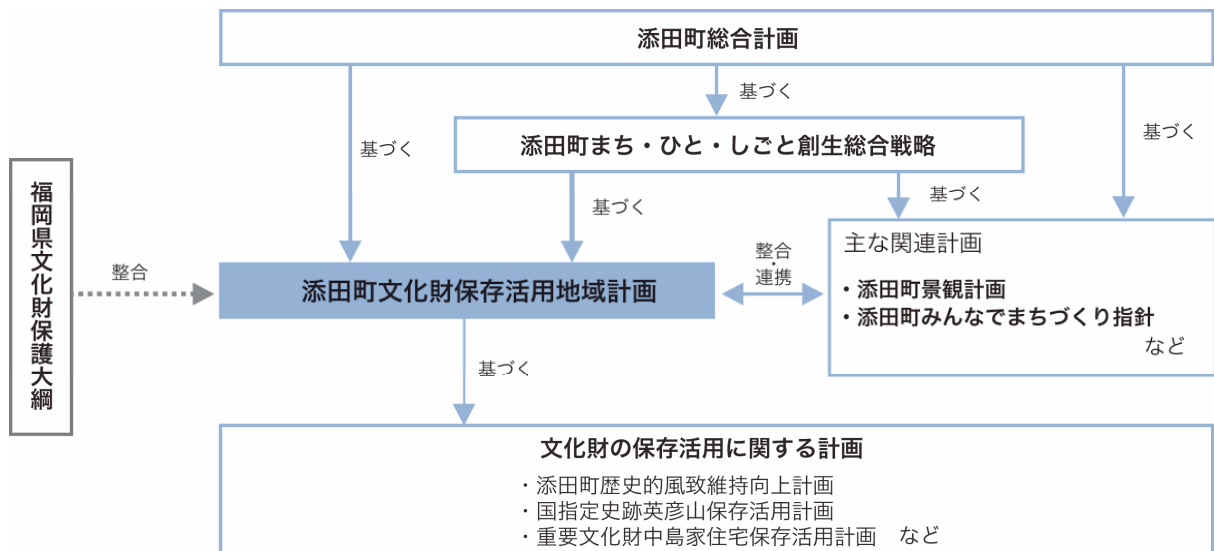 添田町総合計画
基づく
基づく
添田町まち・ひと・しごと創生総合戦略
基づく
基づく
福岡県文化財保護大綱
整合
添田町文化財保存活用地域計画
整合・連携
主な関連計画
・添田町景観計画
・添田町みんなでまちづくり指針
など
基づく
文化財の保存活用に関する計画
・添田町歴史的風致維持向上計画
・国指定史跡英彦山保存活用計画
・重要文化財中島家住宅保存活用計画　など